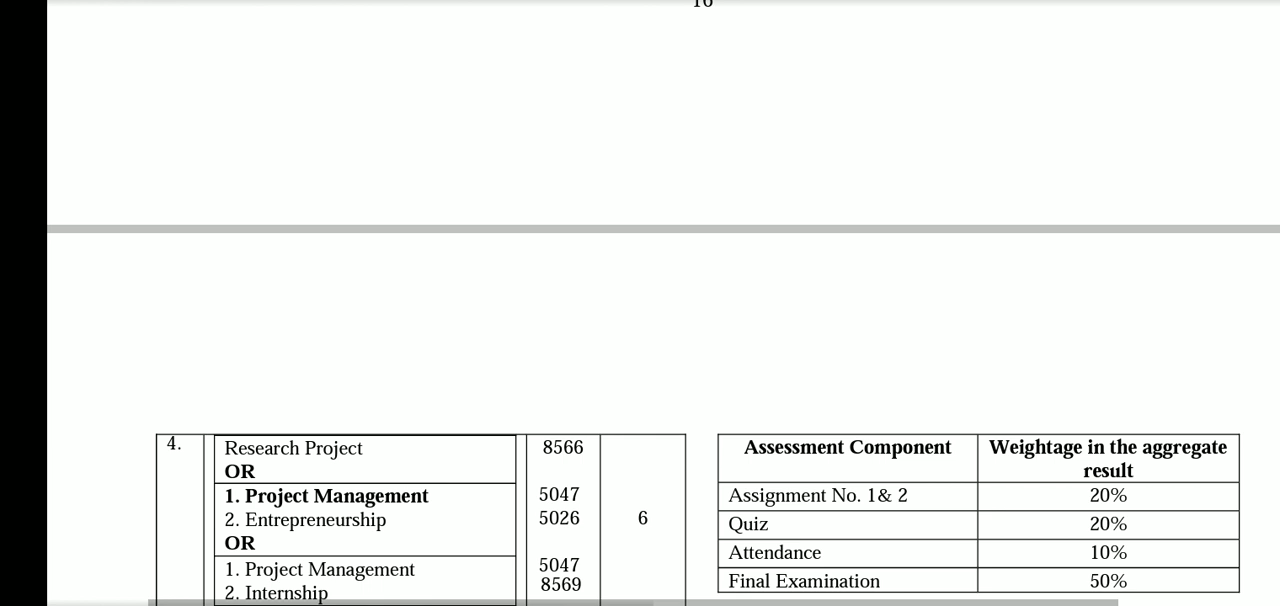 16
4.
Research Project 8566
OR
1. Project Management 5047
2. Entrepreneurship 5026 6
OR
1. Project Management 5047
2. Internship 8569
Assessment Component Weightage in the aggregate
result
Assignment No. 1& 2 20%
Quiz 20%
Attendance 10%
Final Examination 50%